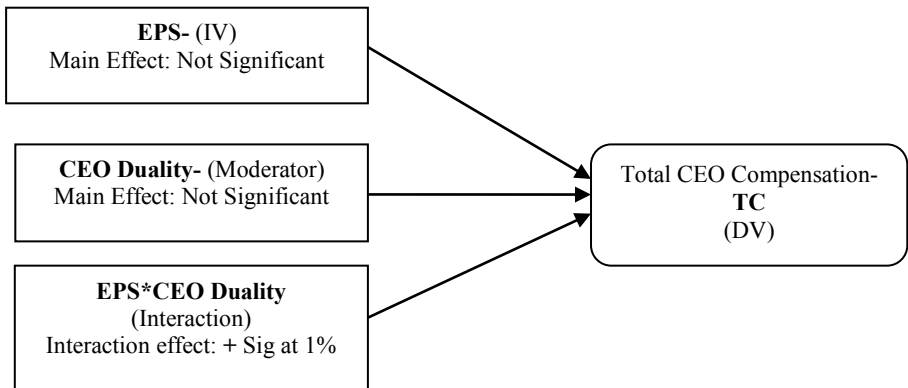 EPS- (IV)
Main Effect: Not Significant
CEO Duality- (Moderator)
Main Effect: Not Significant
Total CEO Compensation-
TC
(DV)
EPS*CEO Duality
(Interaction)
Interaction effect: + Sig at 1%